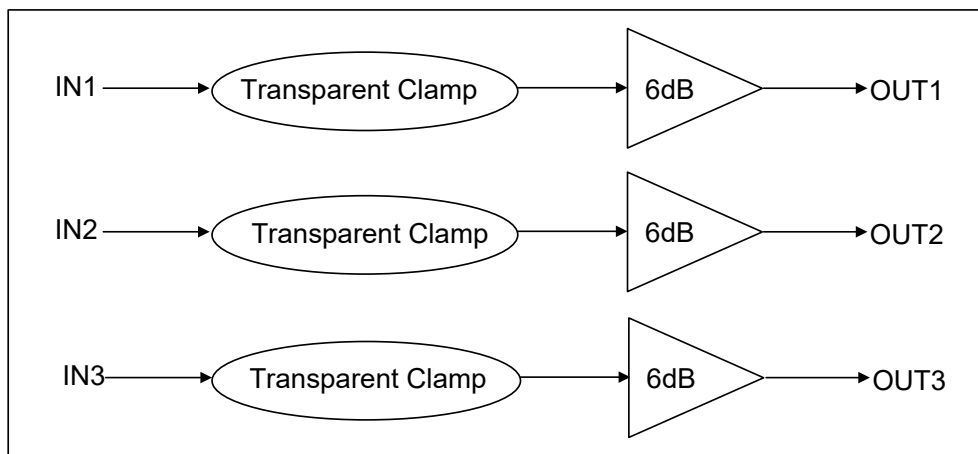 IN1 Transparent Clamp 6dB OUT1
IN2 Transparent Clamp 6dB OUT2
IN3 Transparent Clamp 6dB OUT3